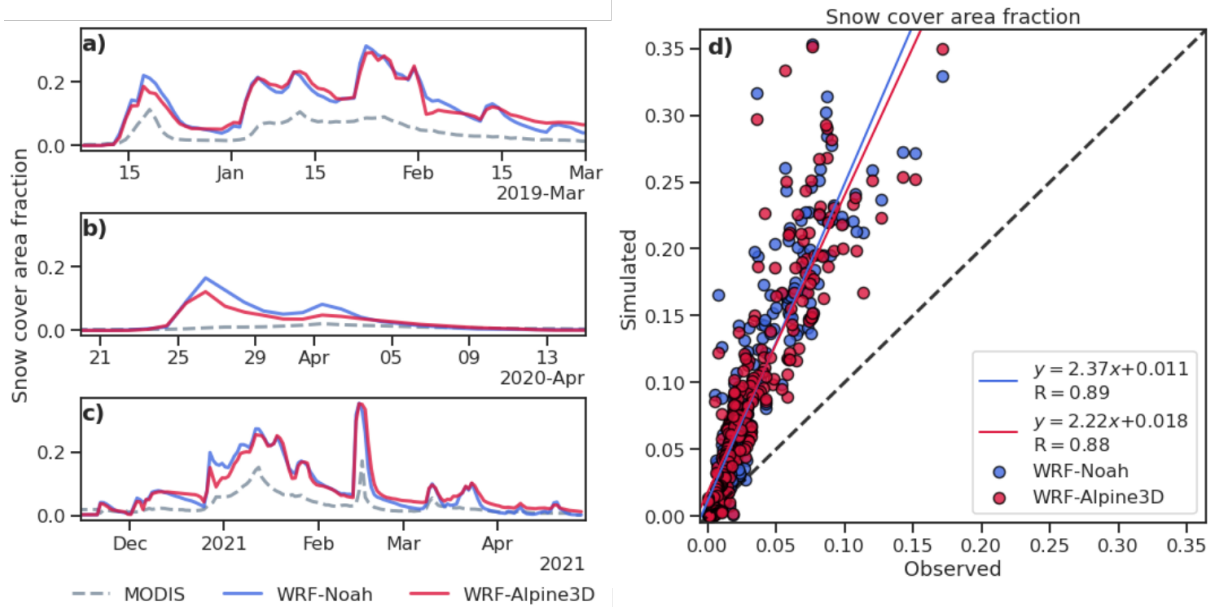 Snow cover area fraction
a)
0.2
0.0
15
Jan
15
Feb
15
Mar
2019-Mar
b)
0.2
0.0
21
25
29
Apr
05
09
13
2020-Apr
c)
0.2
0.0
Dec
2021
Feb
Mar
Apr
2021
MODIS
WRF-Noah
WRF-Alpine3D
Snow cover area fraction
d)
Simulated
0.35
0.30
0.25
0.20
0.15
0.10
0.05
0.00
0.00
0.05
0.10
0.15
0.20
0.25
0.30
0.35
Observed
y = 2.37x+0.011
R = 0.89
y = 2.22x+0.018
R = 0.88
WRF-Noah
WRF-Alpine3D